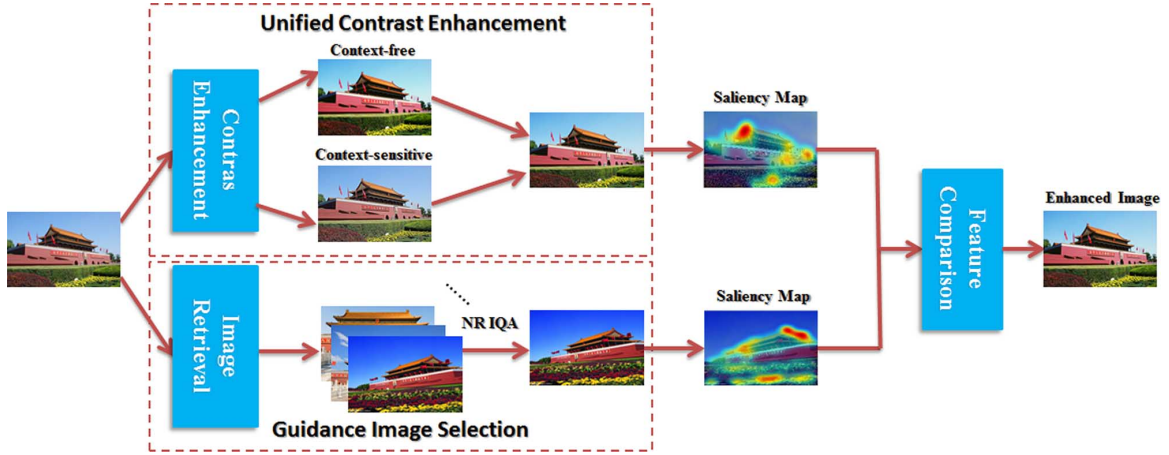 Unified Contrast Enhancement
Context-free
Contras
Enhancement
Context-sensitive
Saliency Map
Feature
Comparison
Enhanced Image
Image
Retrieval
NR IQA
Saliency Map
Guidance Image Selection